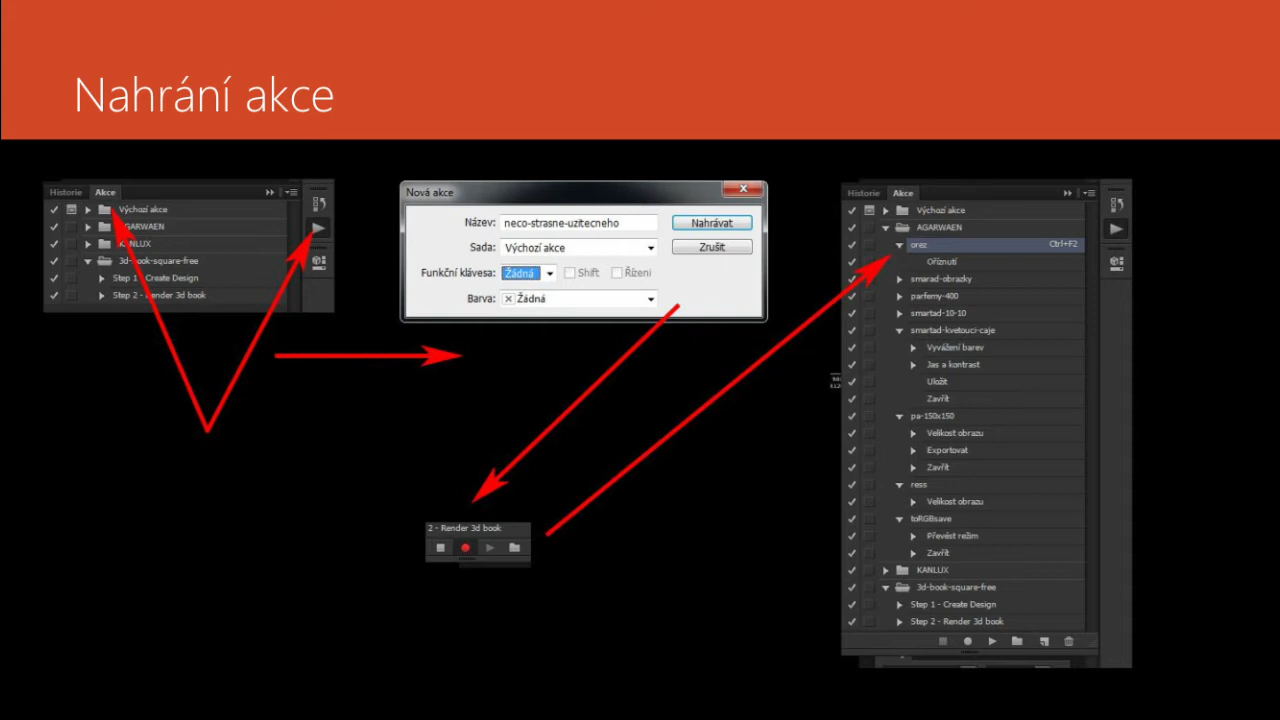 Nahrání akce
Historie Akce
Výchozí akce
AGARWAEN
KANLUX
3d-book-square-free
Step 1 - Create Design
Step 2 - Render 3d book
Nová akce
Název: neco-strasne-uzitecneho
Nahrávat
Sada: Výchozí akce
Zrušit
Funkční klávesa: Žádná Shift Řízení
Barva: Žádná
2 - Render 3d book
Historie Akce
Výchozí akce
AGARWAEN
orez Ctrl+F2
Oříznutí
smarad-obrazky
parfemy-400
smartad-10-10
smartad-kvetouci-caje
Vyvážení barev
Jas a kontrast
Uložit
Zavřít
pa-150x150
Velikost obrazu
Exportovat
Zavřít
ress
Velikost obrazu
toRGBsave
Převést režim
Zavřít
KANLUX
3d-book-square-free
Step 1 - Create Design
Step 2 - Render 3d book